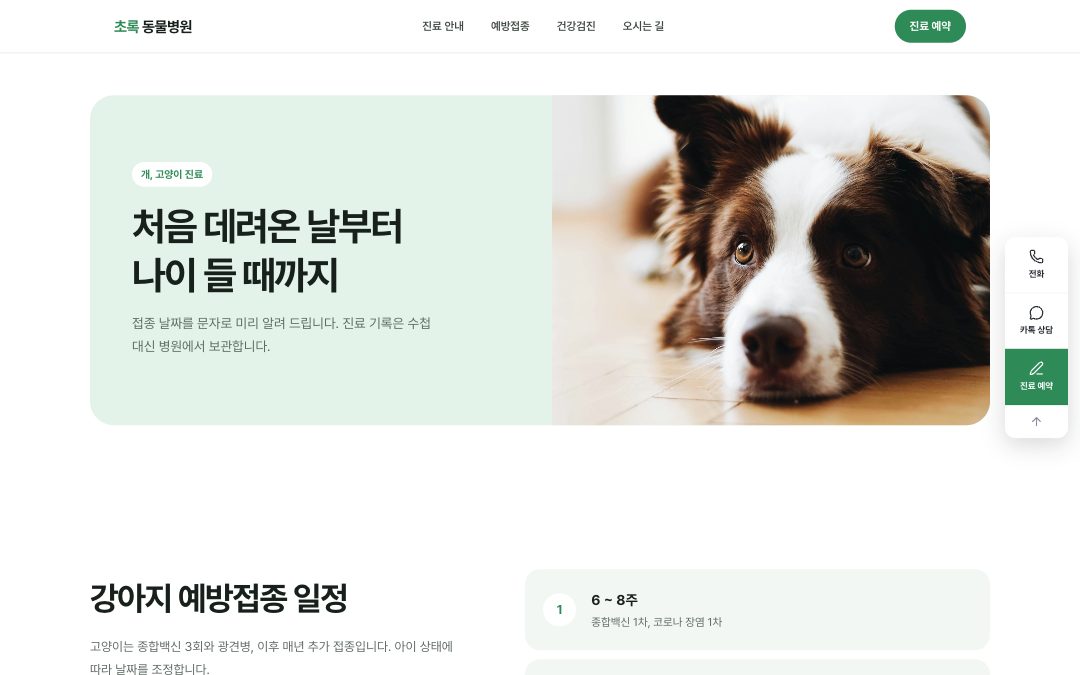 초록 동물병원
진료 안내
예방접종
건강검진
오시는 길
진료 예약
개, 고양이 진료
처음 데려온 날부터
나이 들 때까지
접종 날짜를 문자로 미리 알려 드립니다. 진료 기록은 수첩
대신 병원에서 보관합니다.
전화
카톡 상담
진료 예약
강아지 예방접종 일정
고양이는 종합백신 3회와 광견병, 이후 매년 추가 접종입니다. 아이 상태에
따라 날짜를 조정합니다.
1
6 ~ 8주
종합백신 1차, 코로나 장염 1차